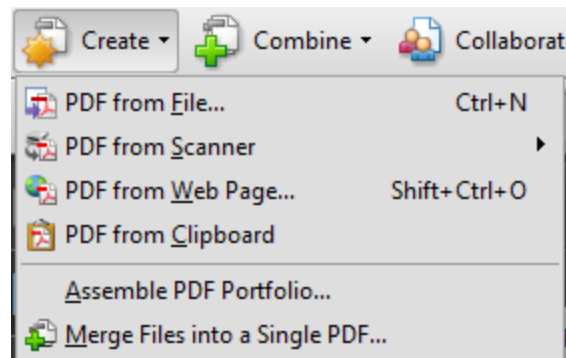 Create Combine Collaborat
PDF from File... Ctrl+N
PDF from Scanner
PDF from Web Page... Shift+Ctrl+O
PDF from Clipboard
Assemble PDF Portfolio...
Merge Files into a Single PDF...